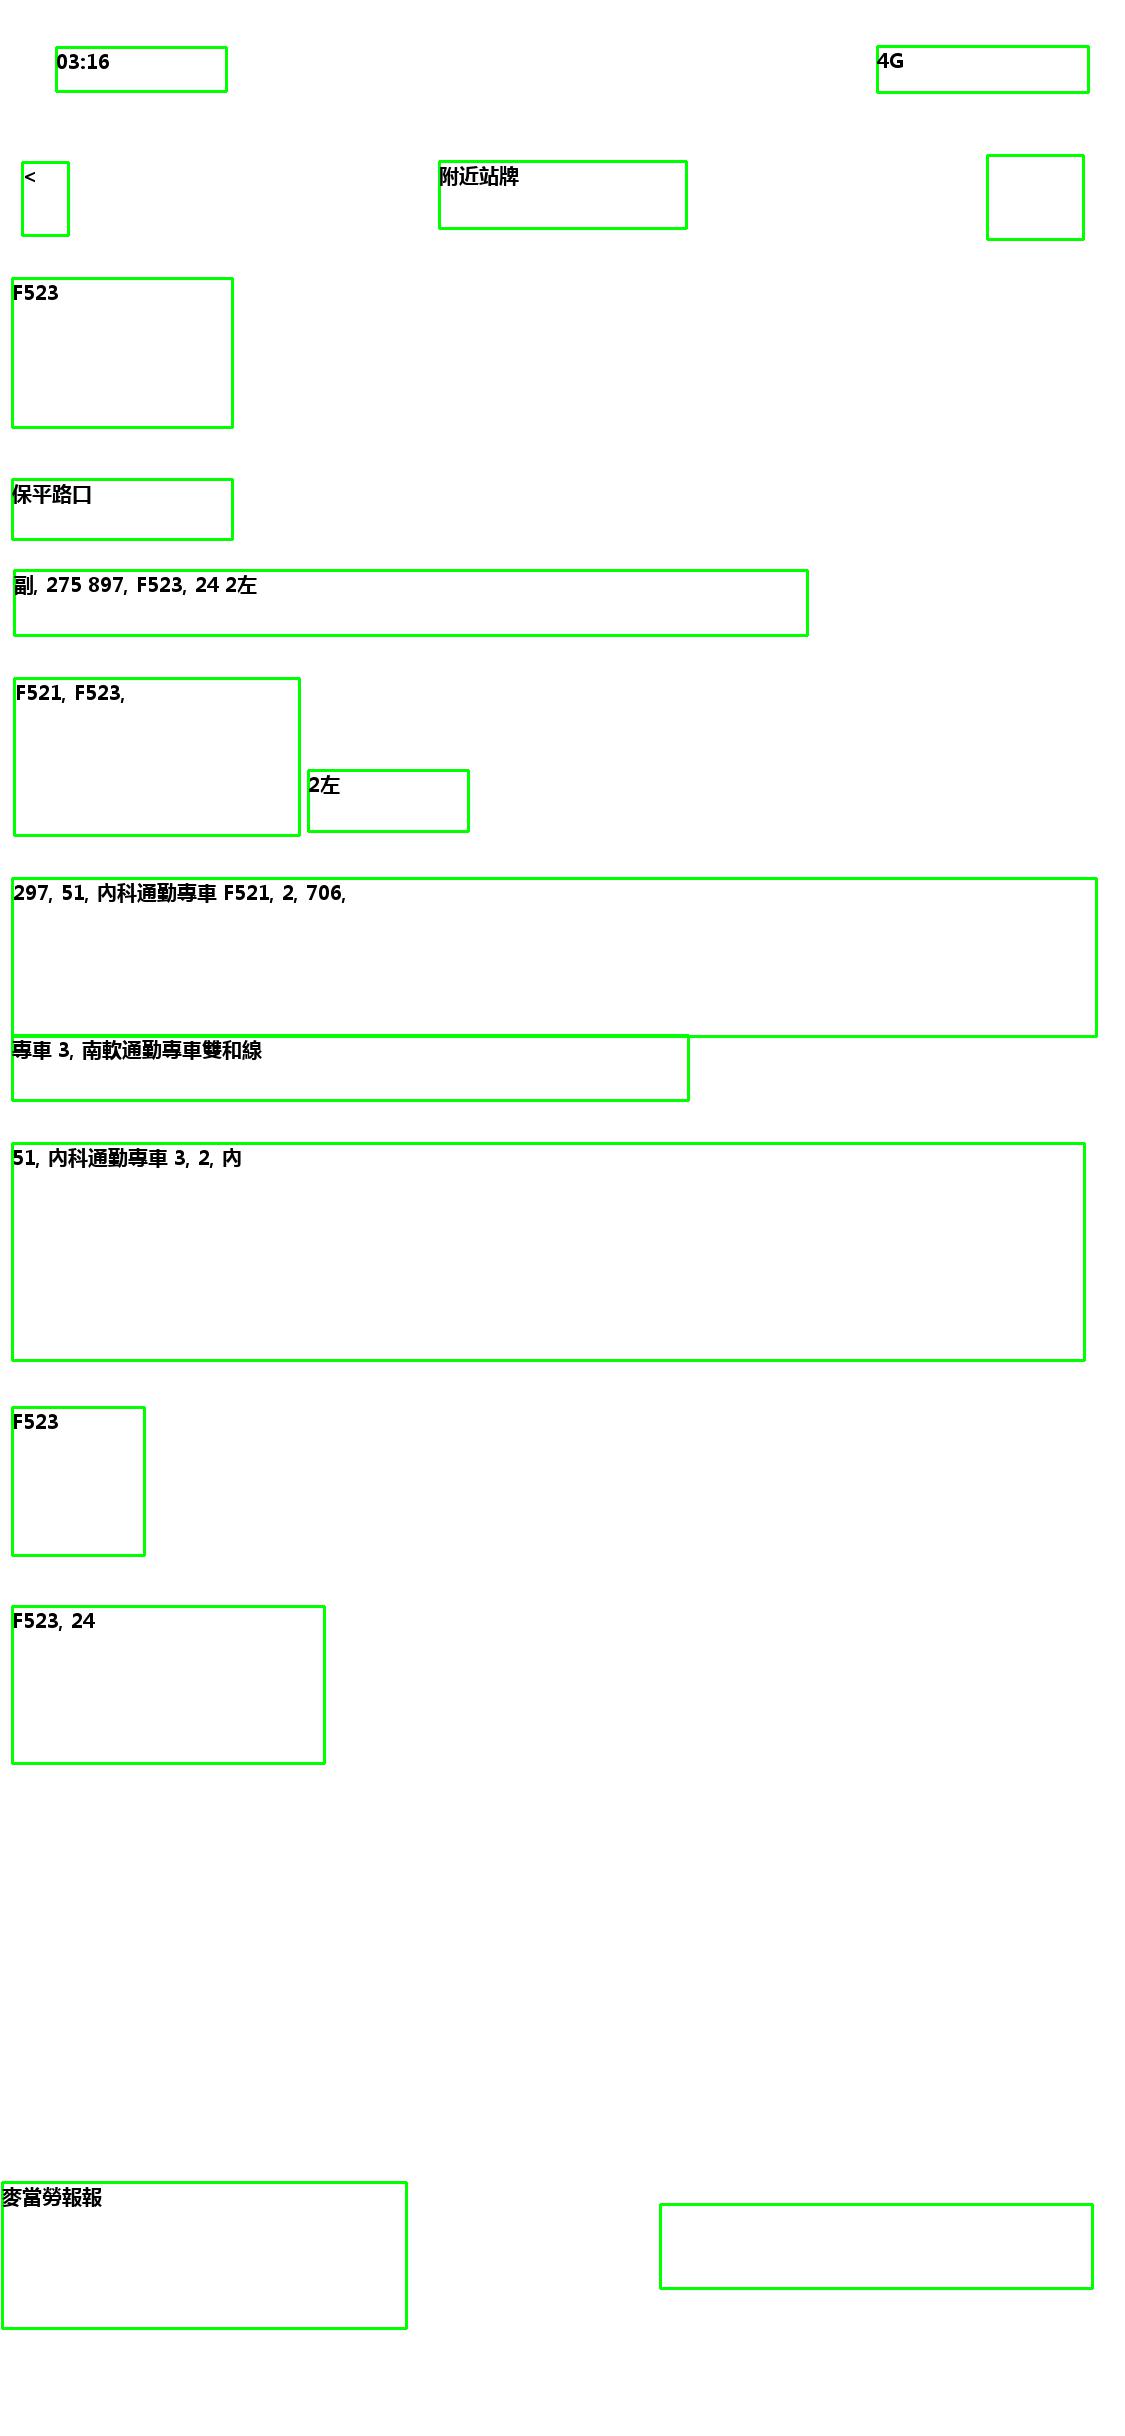 03:16
4G
<
附近站牌
F523
保平路口
副, 275 897, F523, 24 2左
F521, F523,
2左
297, 51, 內科通勤專車 F521, 2, 706,
專車 3, 南軟通勤專車雙和線
51, 內科通勤專車 3, 2, 內
F523
F523, 24
麥當勞報報